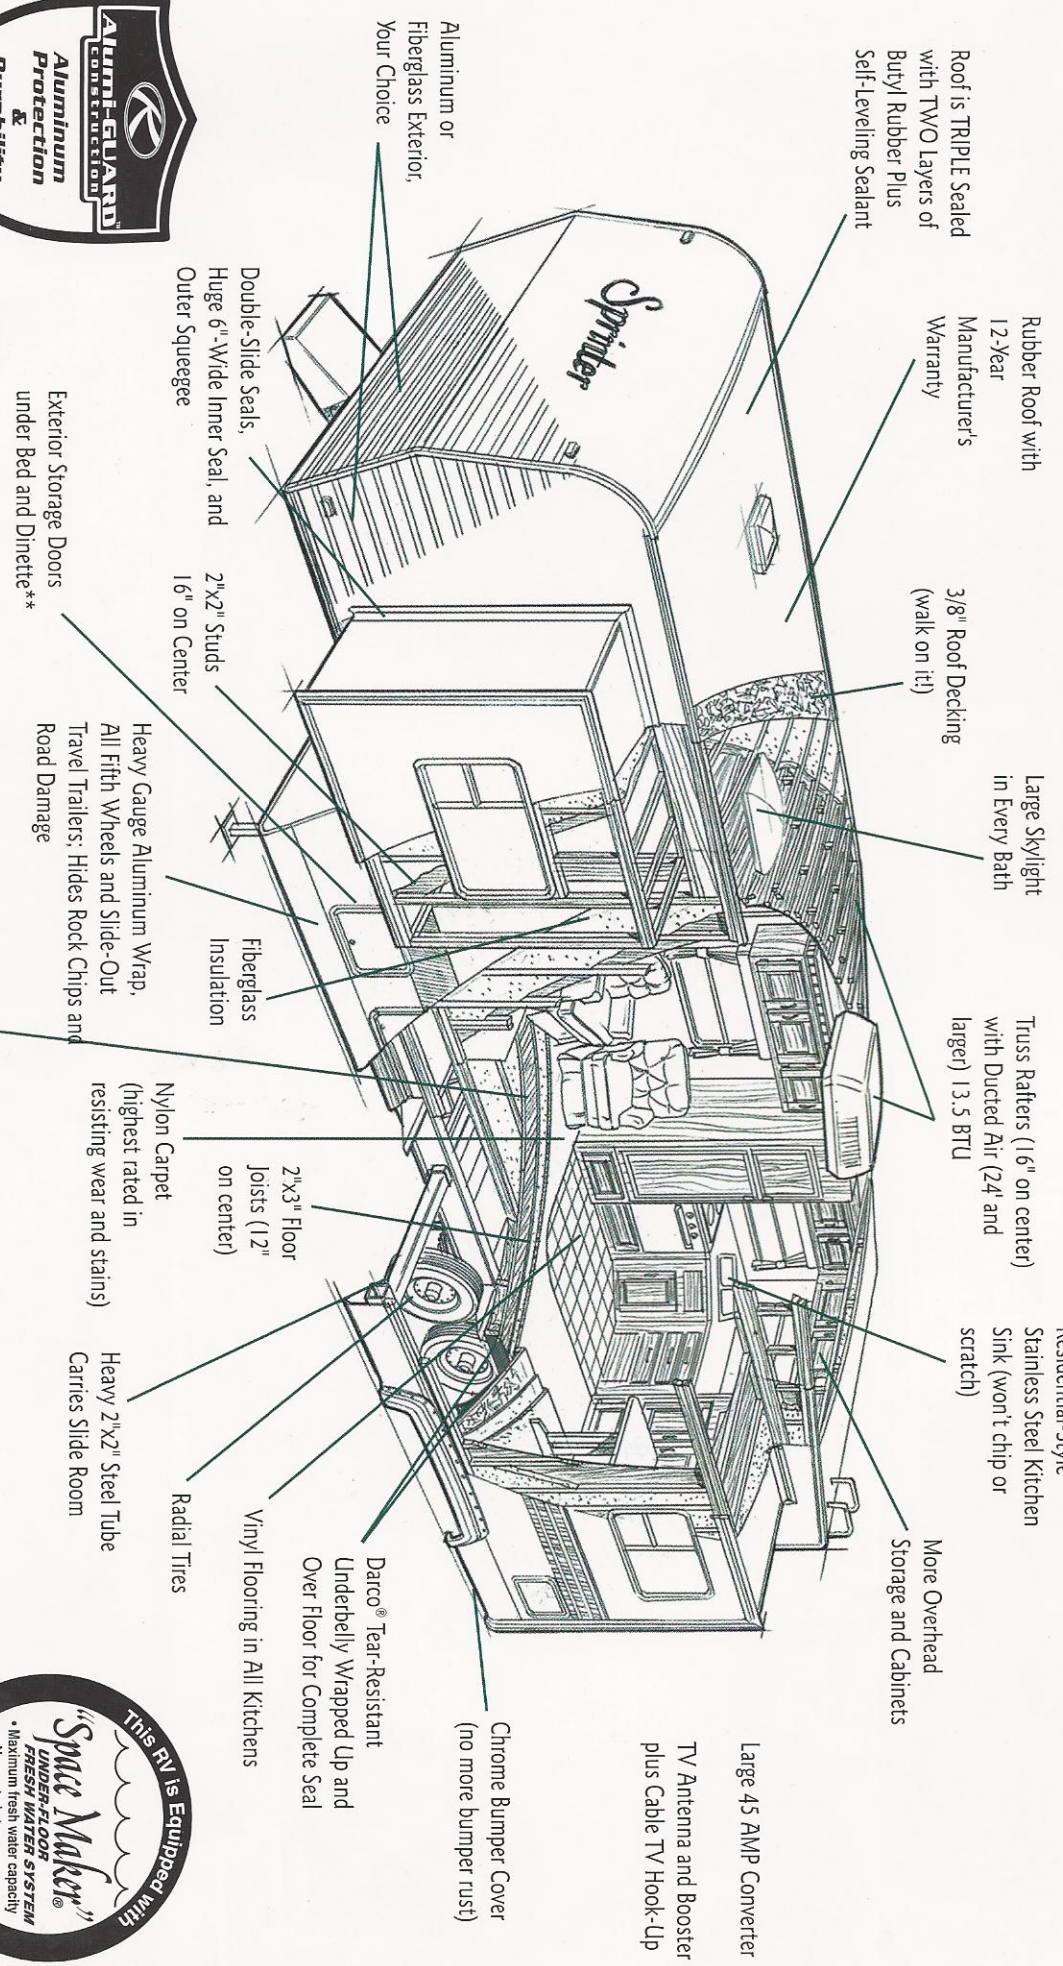 Roof is TRIPLE Sealed
with TWO Layers of
Butyl Rubber Plus
Self-Leveling Sealant
Rubber Roof with
12-Year
Manufacturer's
Warranty
3/8" Roof Decking
(walk on it!)
Large Skylight
in Every Bath
Truss Rafters (16" on center)
with Ducted Air (24' and
larger) 13.5 BTU
Residential-Style
Stainless Steel Kitchen
Sink (won't chip or
scratch)
More Overhead
Storage and Cabinets
Large 45 AMP Converter
TV Antenna and Booster
plus Cable TV Hook-Up
Aluminum or
Fiberglass Exterior,
Your Choice
Sprinter
Double-Slide Seals,
Huge 6"-Wide Inner Seal, and
Outer Squeegee
2"x2" Studs
16" on Center
Exterior Storage Doors
under Bed and Dinette**
Heavy Gauge Aluminum Wrap,
All Fifth Wheels and Slide-Out
Travel Trailers; Hides Rock Chips and
Road Damage
Fiberglass
Insulation
Nylon Carpet
(highest rated in
resisting wear and stains)
2"x3" Floor
Joists (12"
on center)
Heavy 2"x2" Steel Tube
Carries Slide Room
Radial Tires
Vinyl Flooring in All Kitchens
Darco® Tear-Resistant
Underbelly Wrapped Up and
Over Floor for Complete Seal
Chrome Bumper Cover
(no more bumper rust)
K
Alumi-GUARD™
construction
Aluminum
Protection
&
Durability
This RV is Equipped with
"Space Maker"®
UNDER-FLOOR
FRESH WATER SYSTEM
• Maximum fresh water capacity